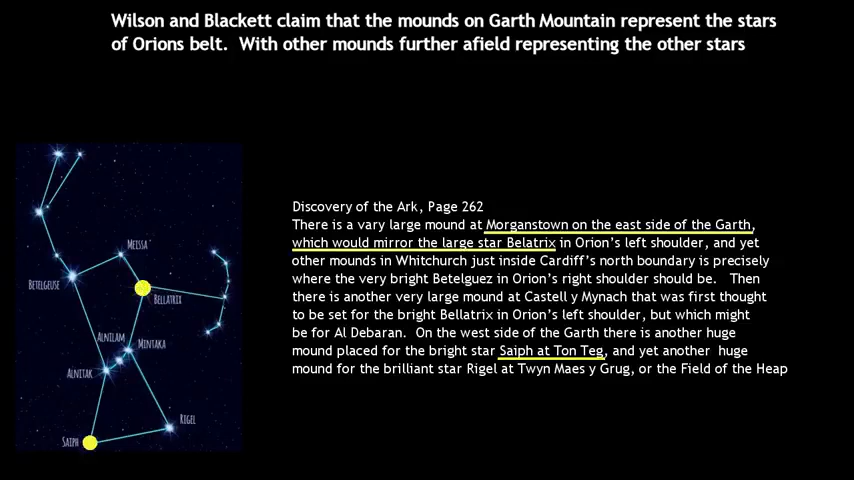 Wilson and Blackett claim that the mounds on Garth Mountain represent the stars
of Orions belt. With other mounds further afield representing the other stars
Discovery of the Ark, Page 262
There is a vary large mound at Morganstown on the east side of the Garth,
which would mirror the large star Belatrix in Orion's left shoulder, and yet
other mounds in Whitchurch just inside Cardiff's north boundary is precisely
where the very bright Betelguez in Orion's right shoulder should be. Then
there is another very large mound at Castell y Mynach that was first thought
to be set for the bright Bellatrix in Orion's left shoulder, but which might
be for Al Debaran. On the west side of the Garth there is another huge
mound placed for the bright star Saiph at Ton Teg, and yet another huge
mound for the brilliant star Rigel at Twyn Maes y Grug, or the Field of the Heap
MEISSA
BETELGEUSE
BELLATRIX
ALNILAM
MINTAKA
ALNITAK
RIGEL
SAIPH